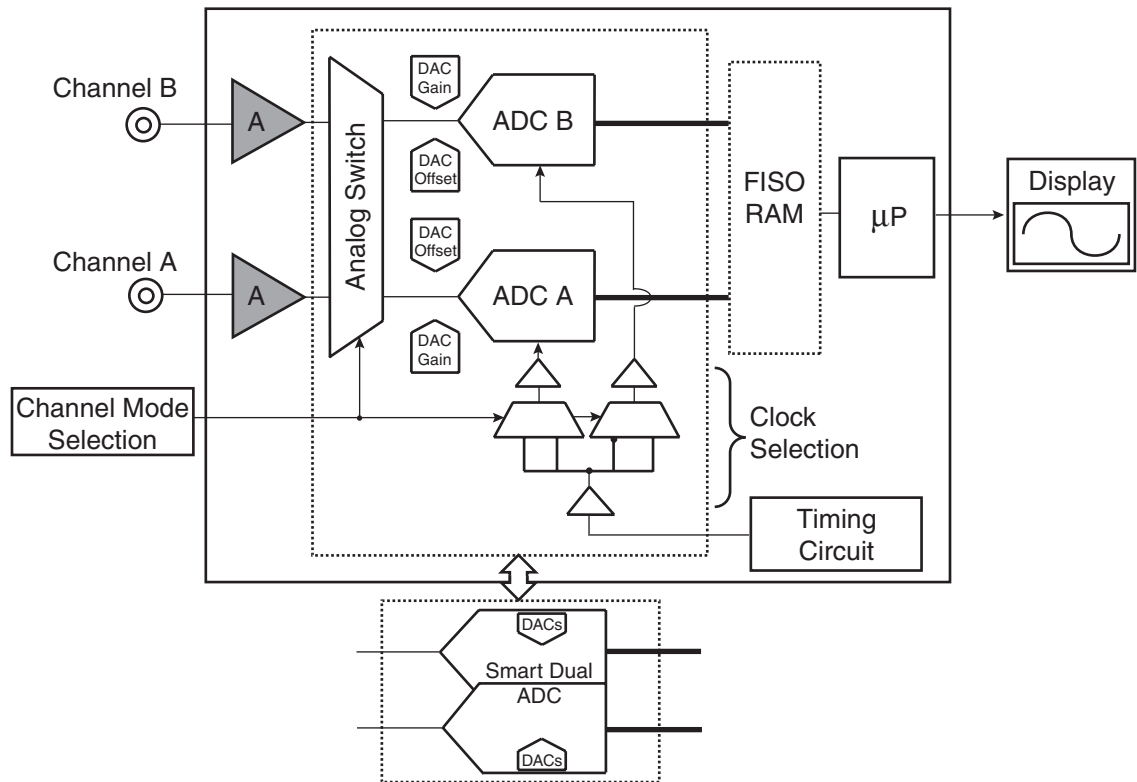 Channel B
A
DAC
Gain
ADC B
DAC
Offset
Analog Switch
FISO
RAM
μP
Display
Channel A
A
DAC
Offset
ADC A
DAC
Gain
Channel Mode
Selection
Clock
Selection
Timing
Circuit
DACs
Smart Dual
ADC
DACs